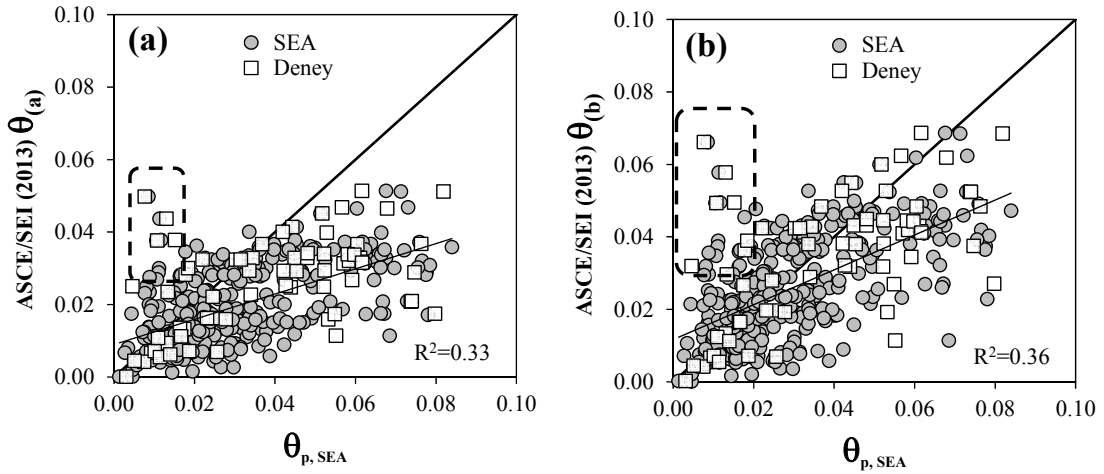 (a)
SEA
Deney
ASCE/SEI (2013) θ(a)
0.10
0.08
0.06
0.04
0.02
0.00
R²=0.33
0.00 0.02 0.04 0.06 0.08 0.10
θp, SEA
(b)
SEA
Deney
ASCE/SEI (2013) θ(b)
0.10
0.08
0.06
0.04
0.02
0.00
R²=0.36
0.00 0.02 0.04 0.06 0.08 0.10
θp, SEA